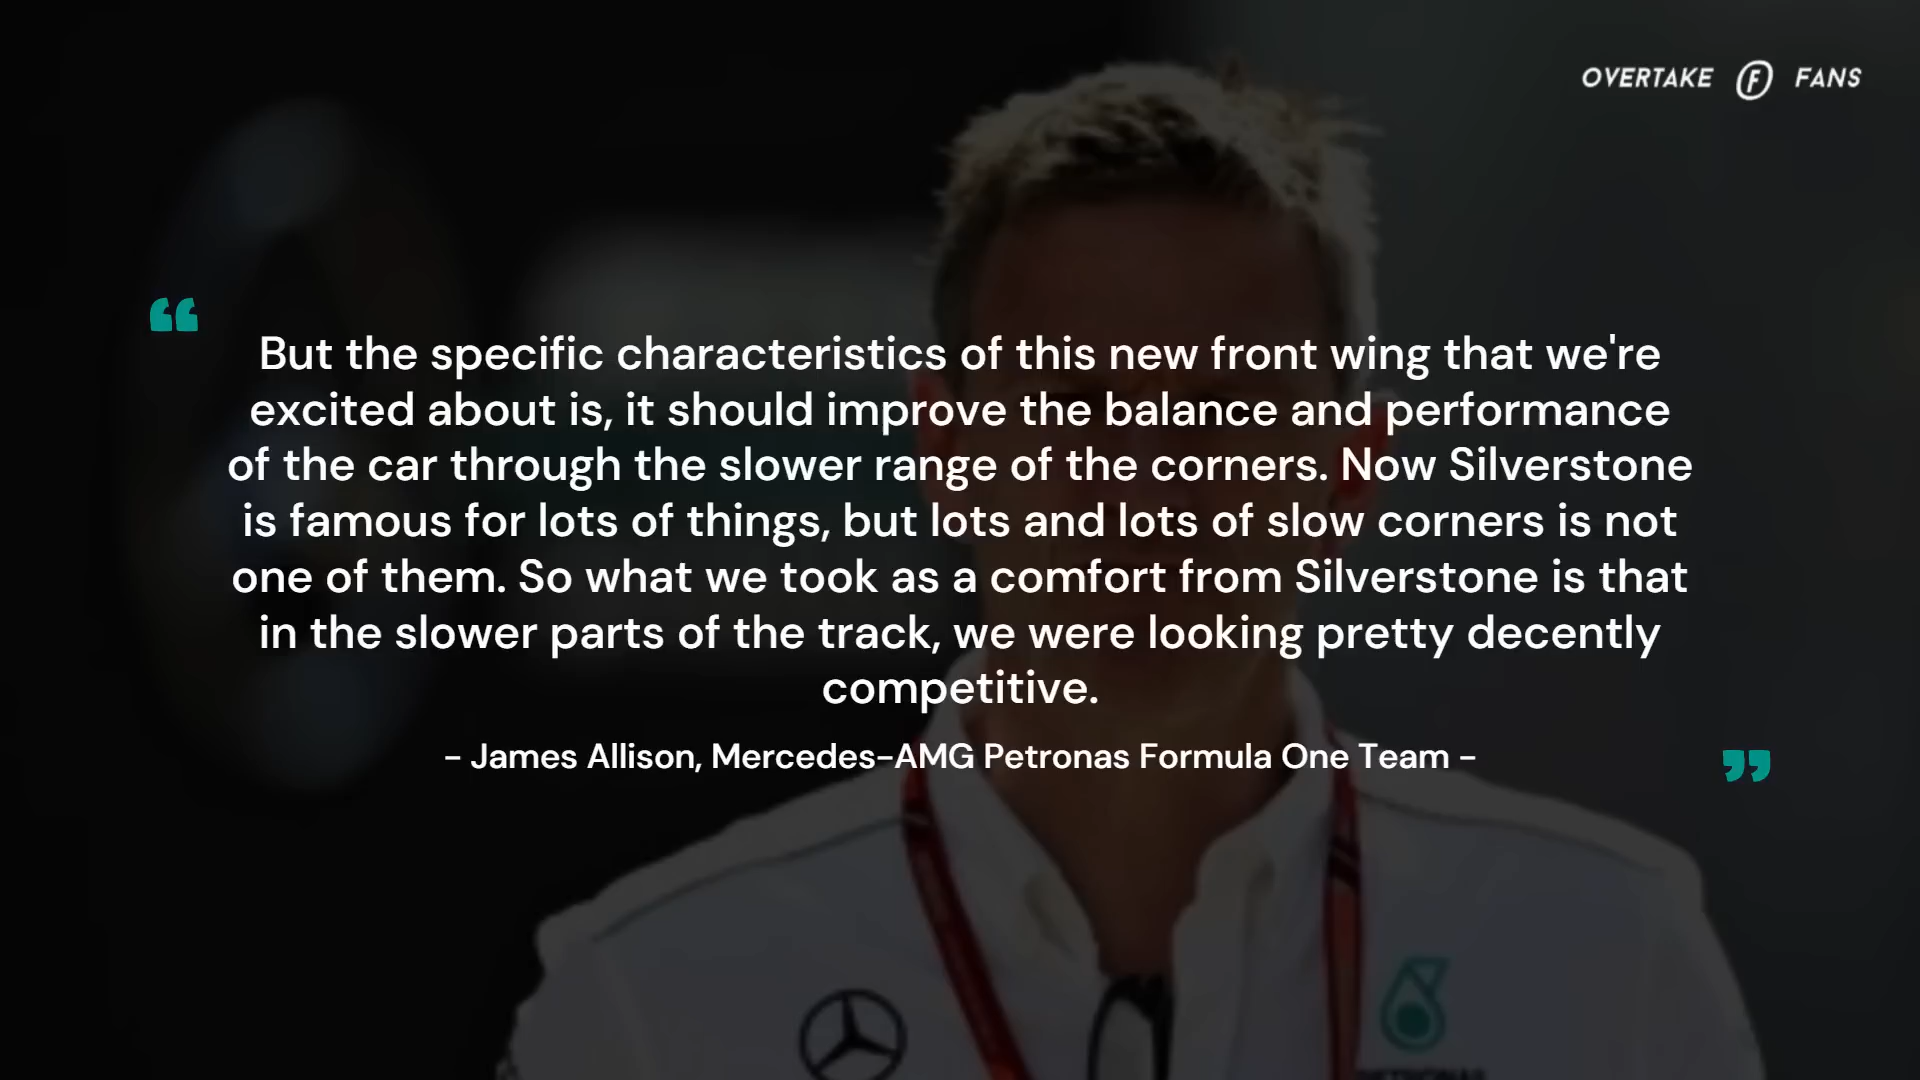 OVERTAKE F FANS
“
But the specific characteristics of this new front wing that we're
excited about is, it should improve the balance and performance
of the car through the slower range of the corners. Now Silverstone
is famous for lots of things, but lots and lots of slow corners is not
one of them. So what we took as a comfort from Silverstone is that
in the slower parts of the track, we were looking pretty decently
competitive.
- James Allison, Mercedes-AMG Petronas Formula One Team -
”
PETRONAS